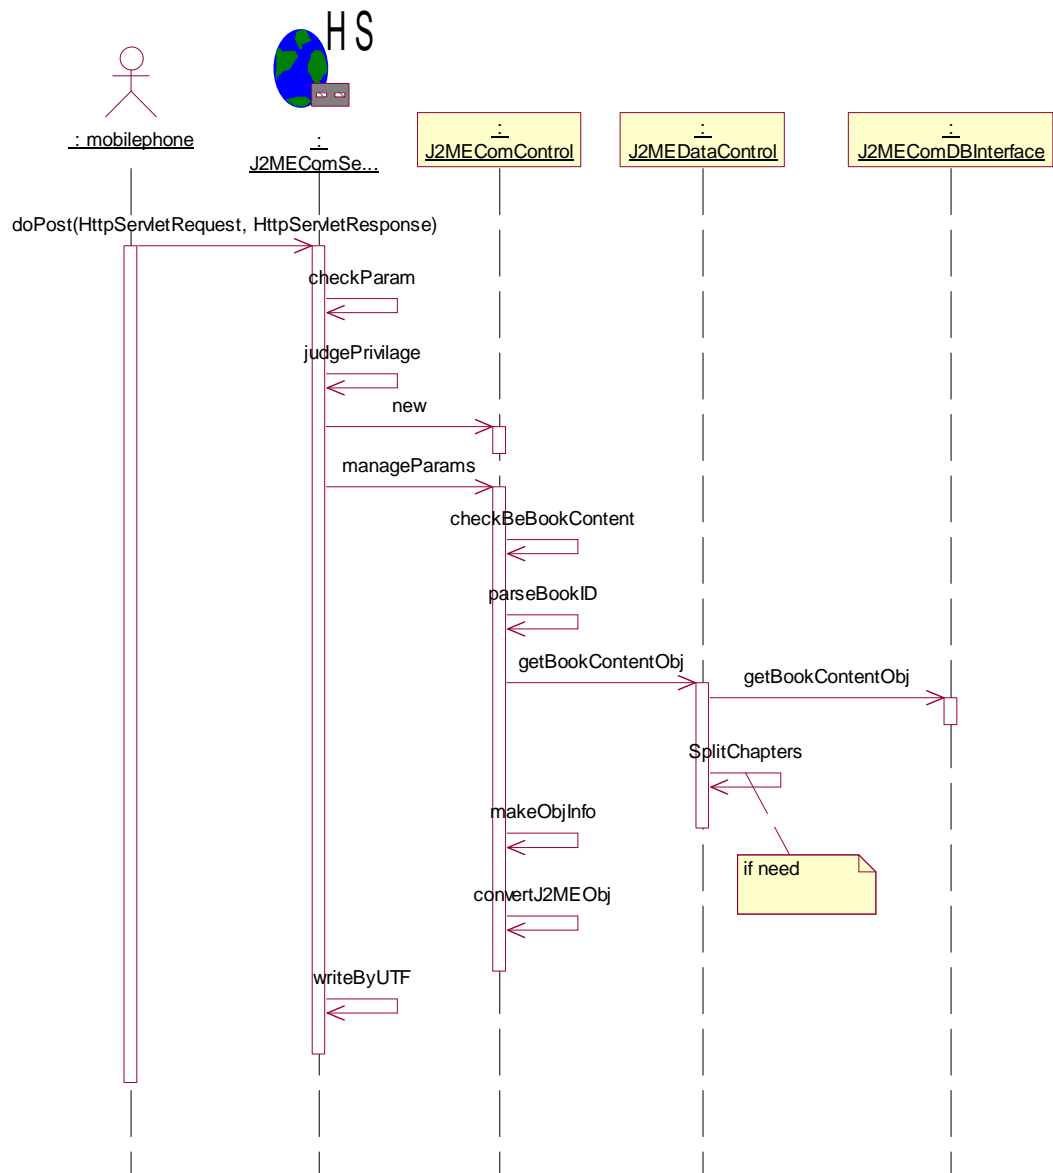 H S
: mobilephone
:
J2MEComSe...
:
J2MEComControl
:
J2MEDataControl
:
J2MEComDBInterface
doPost(HttpServletRequest, HttpServletResponse)
checkParam
judgePrivilage
new
manageParams
checkBeBookContent
parseBookID
getBookContentObj
getBookContentObj
SplitChapters
makeObjInfo
if need
convertJ2MEObj
writeByUTF